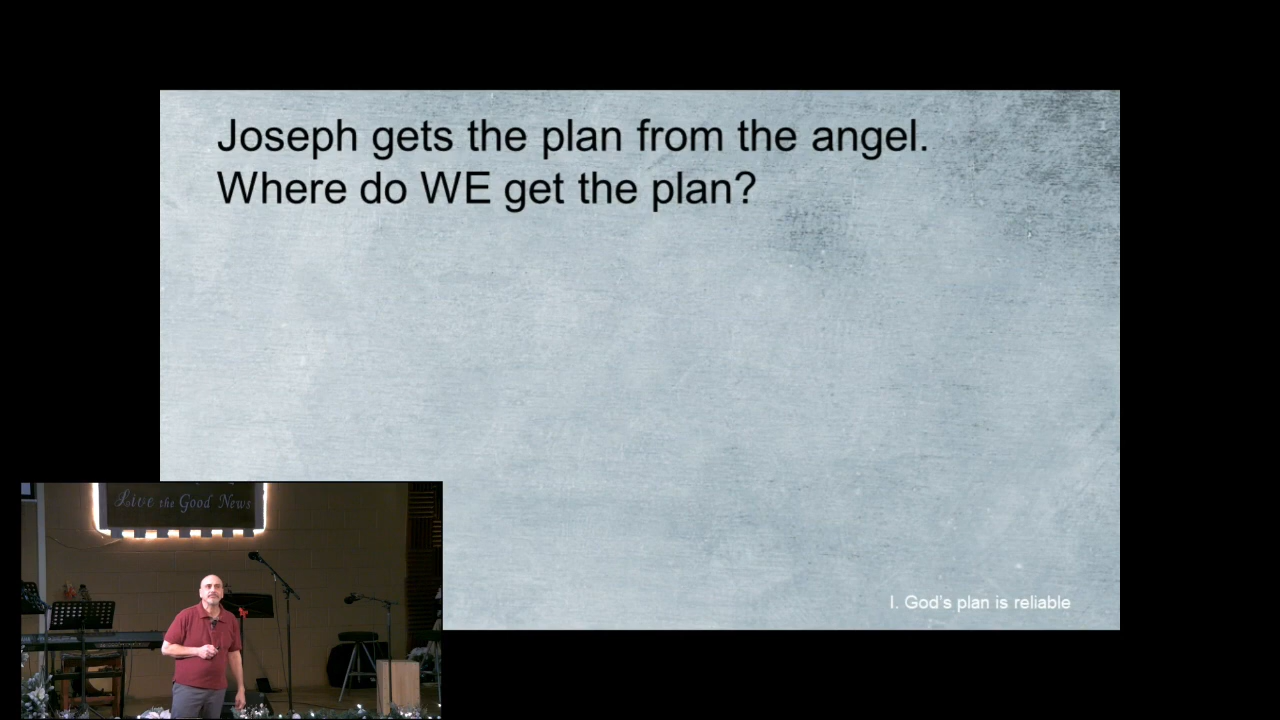 Joseph gets the plan from the angel.
Where do WE get the plan?
I. God's plan is reliable
Live the Good News